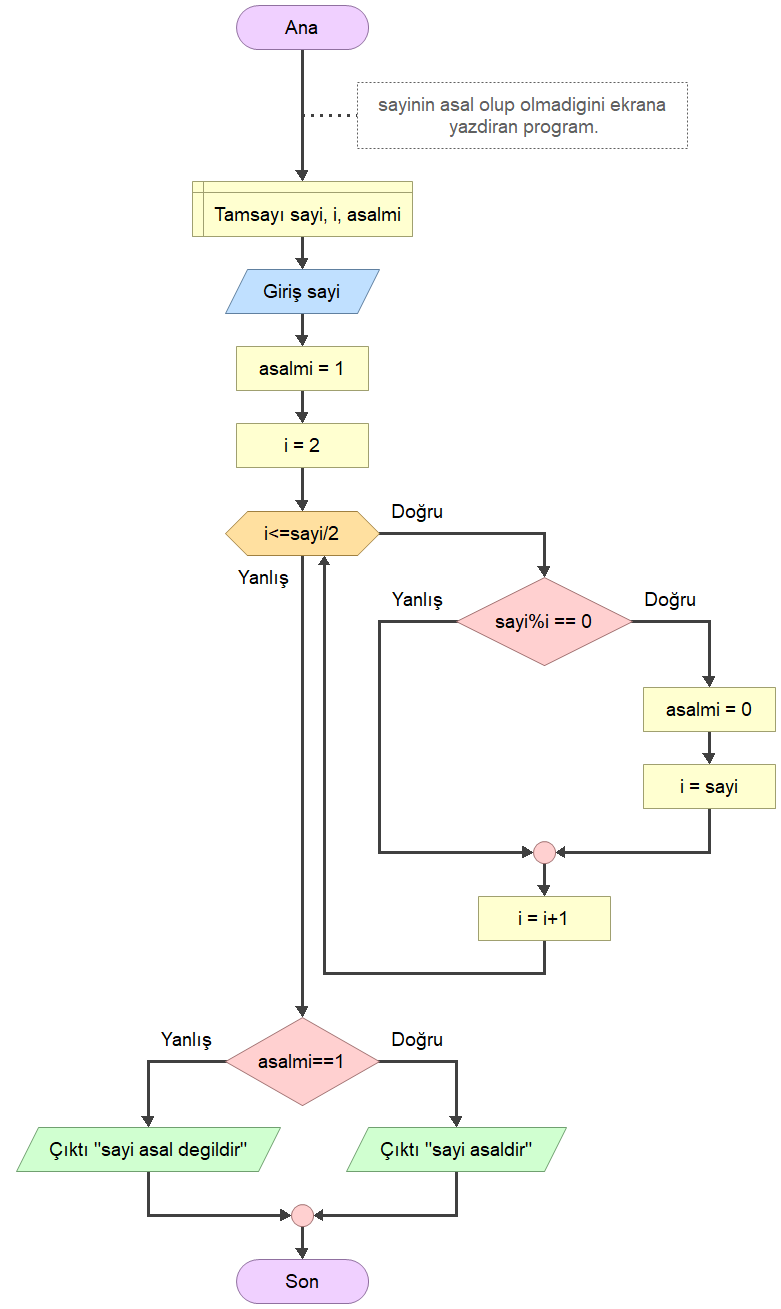 Ana
sayinin asal olup olmadigini ekrana
yazdiran program.
Tamsayı sayi, i, asalmi
Giriş sayi
asalmi = 1
i = 2
i<=sayi/2
Doğru
Yanlış
Yanlış
Doğru
sayi%i == 0
asalmi = 0
i = sayi
i = i+1
Yanlış
Doğru
asalmi==1
Çıktı "sayi asal degildir"
Çıktı "sayi asaldir"
Son